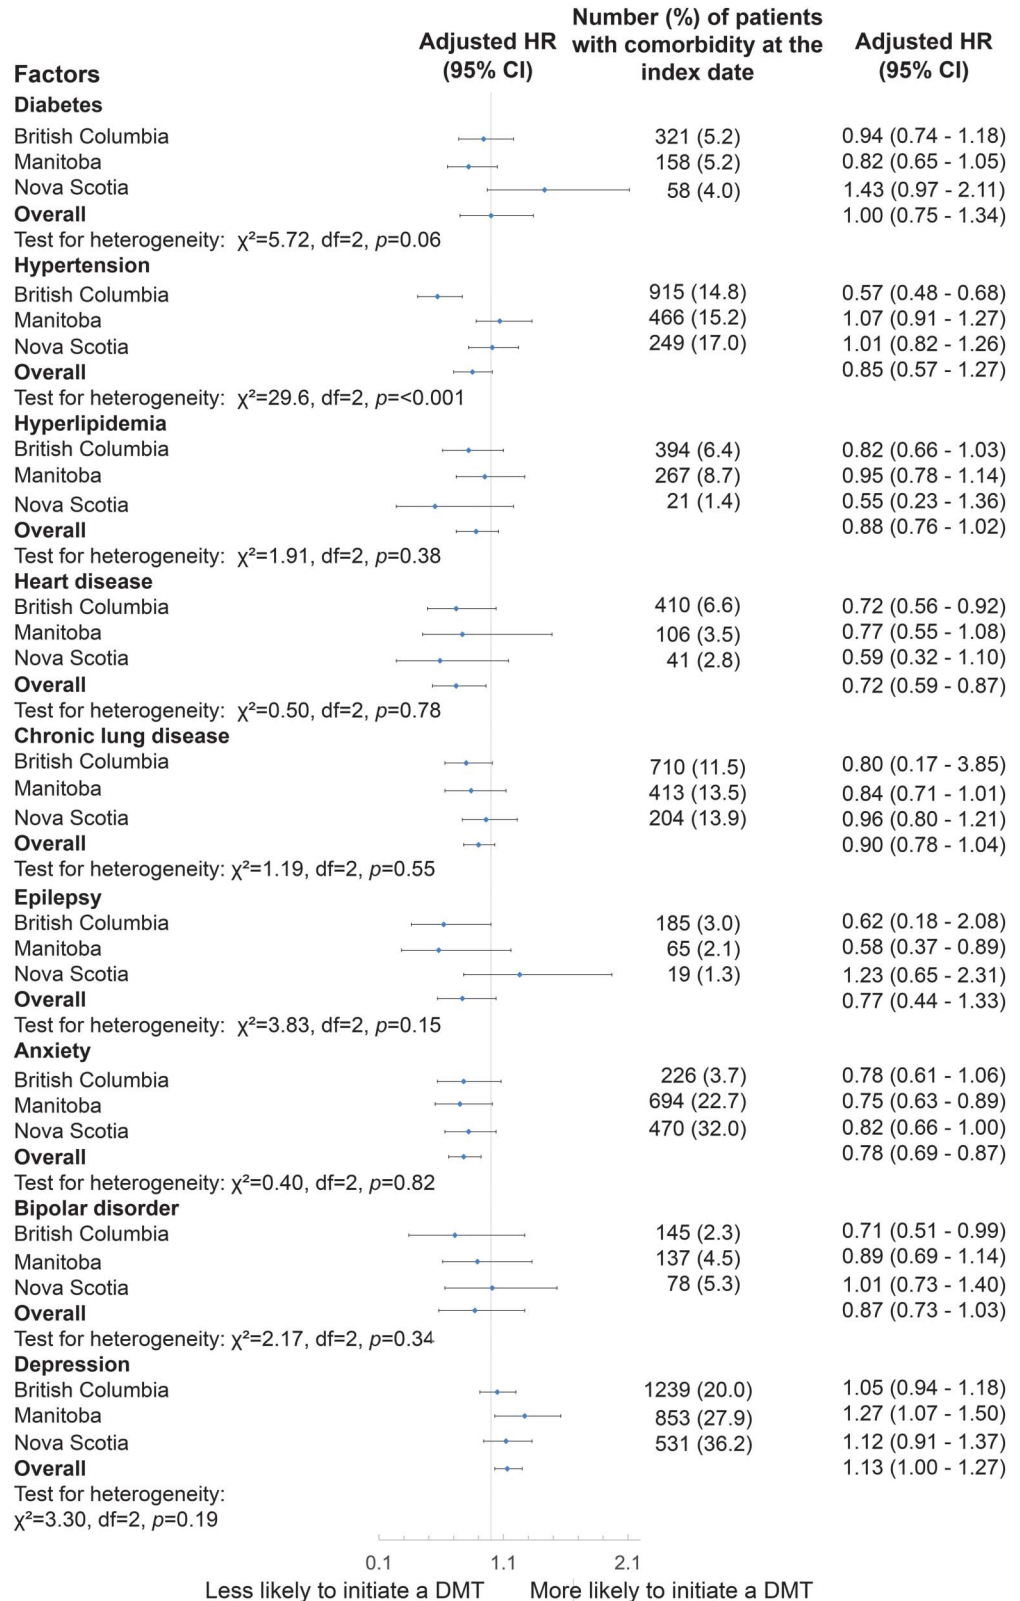 Factors Adjusted HR (95% CI) Number (%) of patients with comorbidity at the index date Adjusted HR (95% CI)
Diabetes
British Columbia 321 (5.2) 0.94 (0.74 - 1.18)
Manitoba 158 (5.2) 0.82 (0.65 - 1.05)
Nova Scotia 58 (4.0) 1.43 (0.97 - 2.11)
Overall 1.00 (0.75 - 1.34)
Test for heterogeneity: χ²=5.72, df=2, p=0.06
Hypertension
British Columbia 915 (14.8) 0.57 (0.48 - 0.68)
Manitoba 466 (15.2) 1.07 (0.91 - 1.27)
Nova Scotia 249 (17.0) 1.01 (0.82 - 1.26)
Overall 0.85 (0.57 - 1.27)
Test for heterogeneity: χ²=29.6, df=2, p=<0.001
Hyperlipidemia
British Columbia 394 (6.4) 0.82 (0.66 - 1.03)
Manitoba 267 (8.7) 0.95 (0.78 - 1.14)
Nova Scotia 21 (1.4) 0.55 (0.23 - 1.36)
Overall 0.88 (0.76 - 1.02)
Test for heterogeneity: χ²=1.91, df=2, p=0.38
Heart disease
British Columbia 410 (6.6) 0.72 (0.56 - 0.92)
Manitoba 106 (3.5) 0.77 (0.55 - 1.08)
Nova Scotia 41 (2.8) 0.59 (0.32 - 1.10)
Overall 0.72 (0.59 - 0.87)
Test for heterogeneity: χ²=0.50, df=2, p=0.78
Chronic lung disease
British Columbia 710 (11.5) 0.80 (0.17 - 3.85)
Manitoba 413 (13.5) 0.84 (0.71 - 1.01)
Nova Scotia 204 (13.9) 0.96 (0.80 - 1.21)
Overall 0.90 (0.78 - 1.04)
Test for heterogeneity: χ²=1.19, df=2, p=0.55
Epilepsy
British Columbia 185 (3.0) 0.62 (0.18 - 2.08)
Manitoba 65 (2.1) 0.58 (0.37 - 0.89)
Nova Scotia 19 (1.3) 1.23 (0.65 - 2.31)
Overall 0.77 (0.44 - 1.33)
Test for heterogeneity: χ²=3.83, df=2, p=0.15
Anxiety
British Columbia 226 (3.7) 0.78 (0.61 - 1.06)
Manitoba 694 (22.7) 0.75 (0.63 - 0.89)
Nova Scotia 470 (32.0) 0.82 (0.66 - 1.00)
Overall 0.78 (0.69 - 0.87)
Test for heterogeneity: χ²=0.40, df=2, p=0.82
Bipolar disorder
British Columbia 145 (2.3) 0.71 (0.51 - 0.99)
Manitoba 137 (4.5) 0.89 (0.69 - 1.14)
Nova Scotia 78 (5.3) 1.01 (0.73 - 1.40)
Overall 0.87 (0.73 - 1.03)
Test for heterogeneity: χ²=2.17, df=2, p=0.34
Depression
British Columbia 1239 (20.0) 1.05 (0.94 - 1.18)
Manitoba 853 (27.9) 1.27 (1.07 - 1.50)
Nova Scotia 531 (36.2) 1.12 (0.91 - 1.37)
Overall 1.13 (1.00 - 1.27)
Test for heterogeneity:
χ²=3.30, df=2, p=0.19
0.1 1.1 2.1
Less likely to initiate a DMT More likely to initiate a DMT